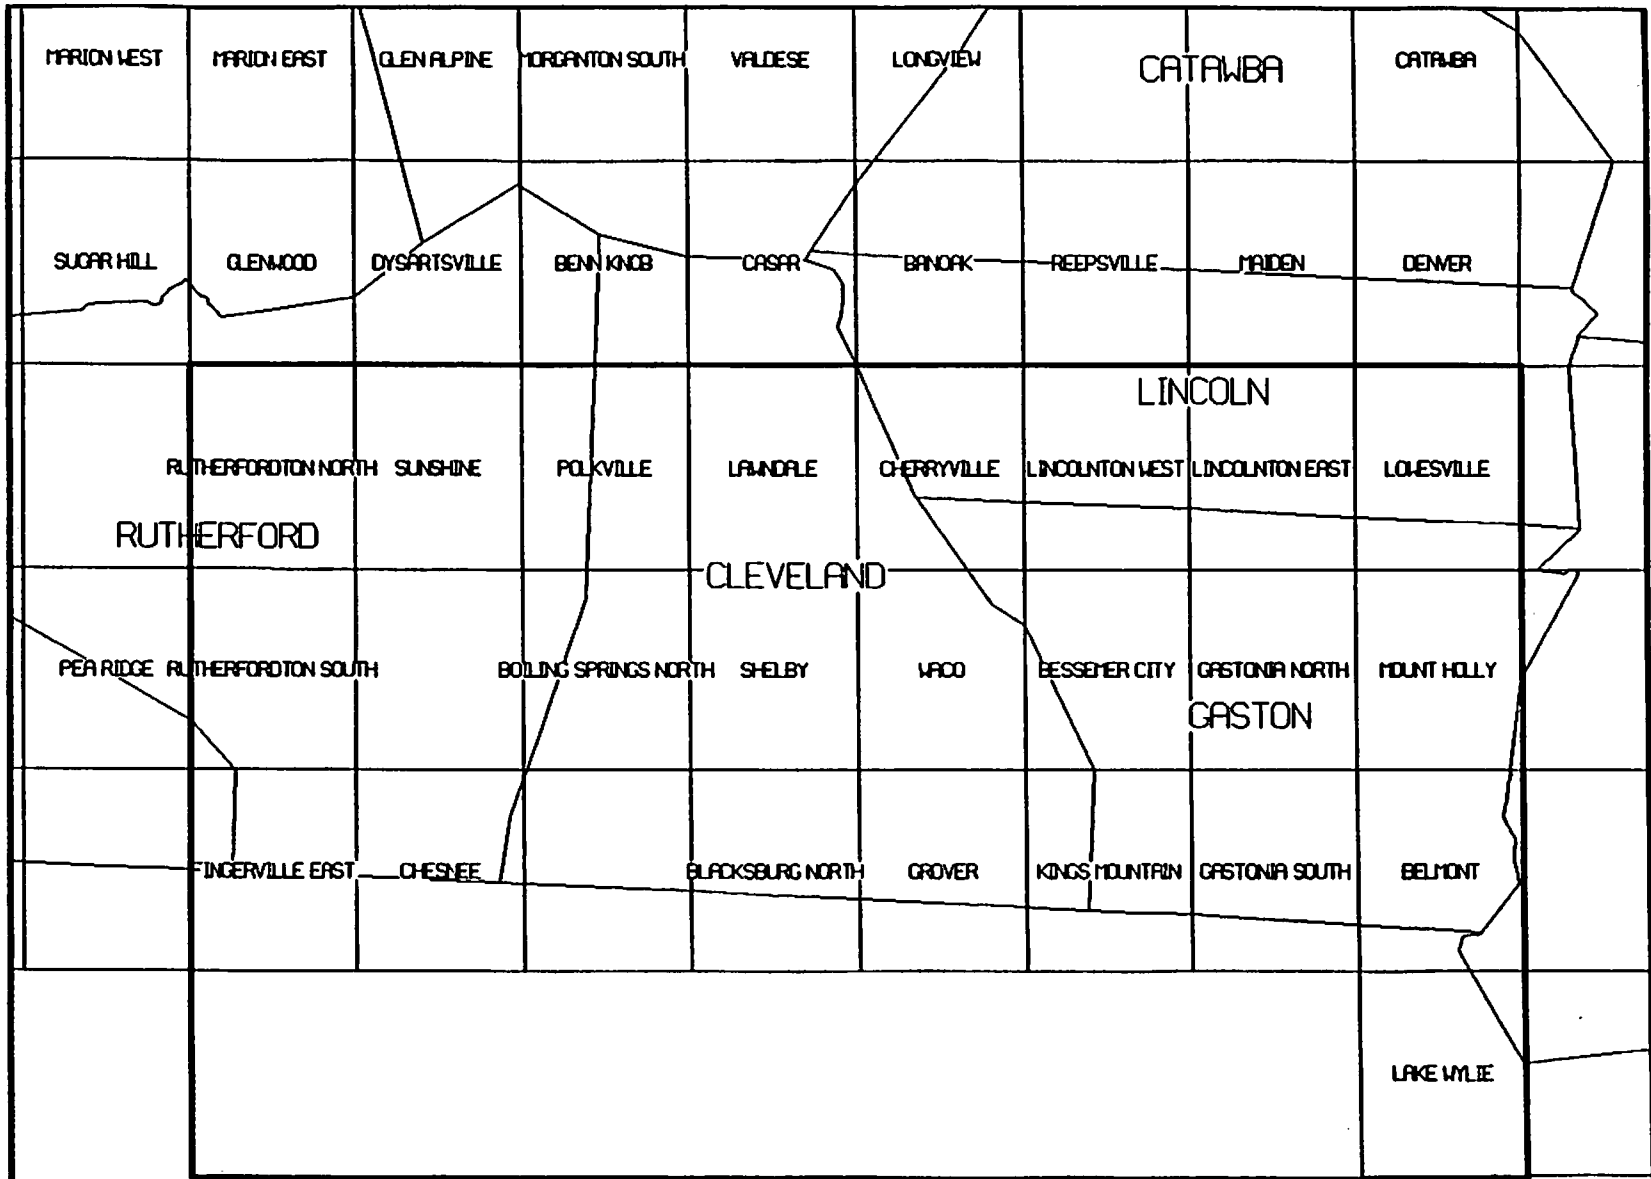 MARION WEST MARION EAST GLEN ALPINE MORGANTON SOUTH VALDESE LONGVIEW CATAWBA
CATAWBA
SUGAR HILL GLENWOOD DYSARTSVILLE BENN KNOB CASAR BANOAK REEPSVILLE MAIDEN DENVER
LINCOLN
RUTHERFORDTON NORTH SUNSHINE POLKVILLE LAWNDALE CHERRYVILLE LINCOLNTON WEST LINCOLNTON EAST LOWESVILLE
RUTHERFORD
CLEVELAND
PEA RIDGE RUTHERFORDTON SOUTH BOILING SPRINGS NORTH SHELBY WACO BESSEMER CITY GASTONIA NORTH MOUNT HOLLY
GASTON
FINGERVILLE EAST CHESNEE BLACKSBURG NORTH GROVER KINGS MOUNTAIN GASTONIA SOUTH BELMONT
LAKE WYLIE